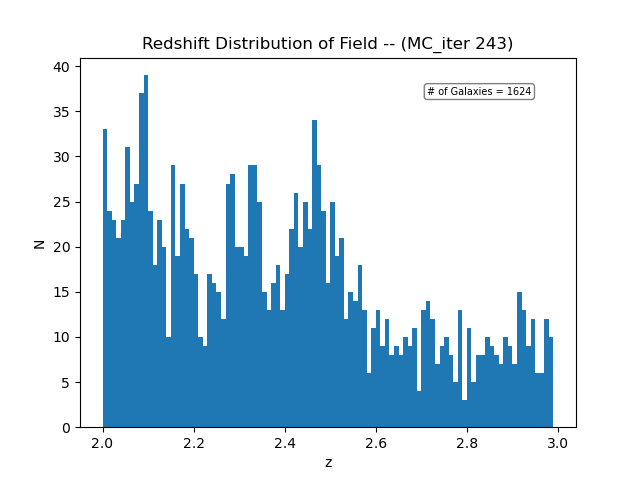 Redshift Distribution of Field -- (MC_iter 243)
# of Galaxies = 1624
40
35
30
25
20
15
10
5
0
N
2.0 2.2 2.4 2.6 2.8 3.0
z